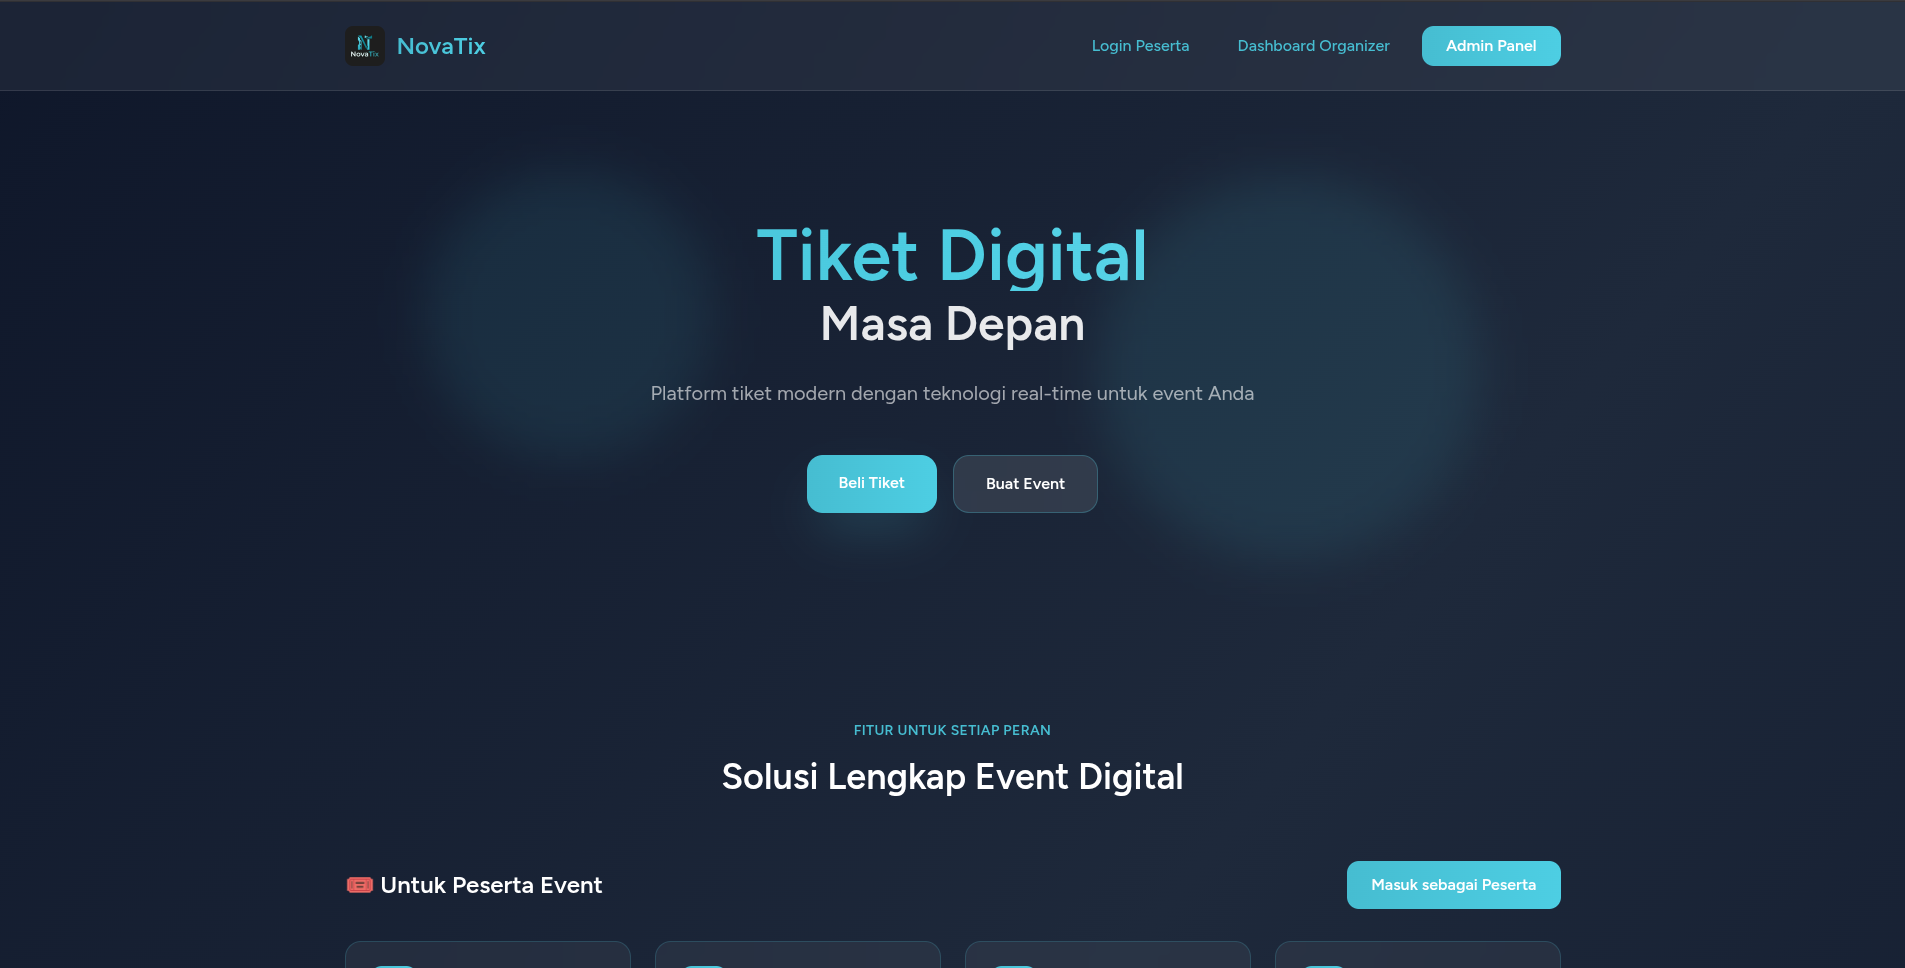 NovaTix
NovaTix
Login Peserta
Dashboard Organizer
Admin Panel
Tiket Digital
Masa Depan
Platform tiket modern dengan teknologi real-time untuk event Anda
Beli Tiket
Buat Event
FITUR UNTUK SETIAP PERAN
Solusi Lengkap Event Digital
Untuk Peserta Event
Masuk sebagai Peserta